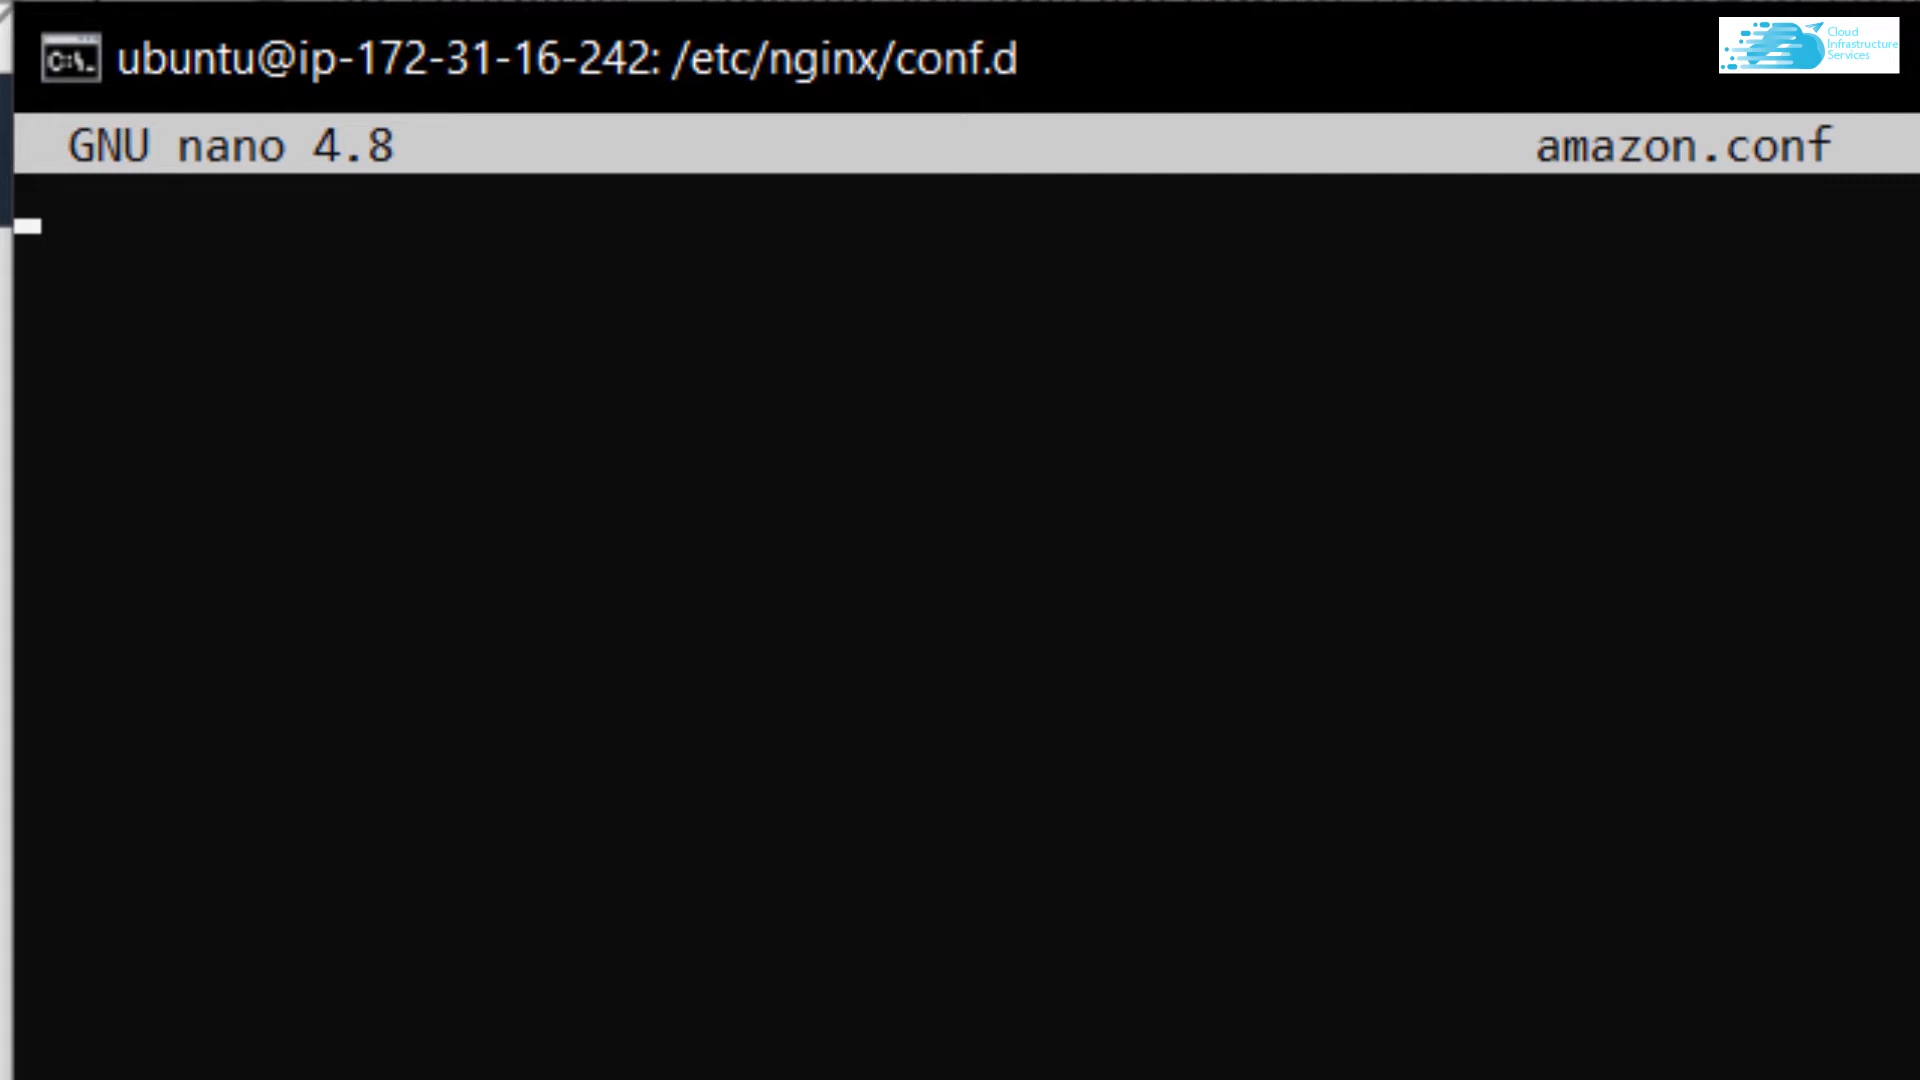 C:\.
ubuntu@ip-172-31-16-242: /etc/nginx/conf.d
Cloud
Infrastructure
Services
GNU nano 4.8 amazon.conf